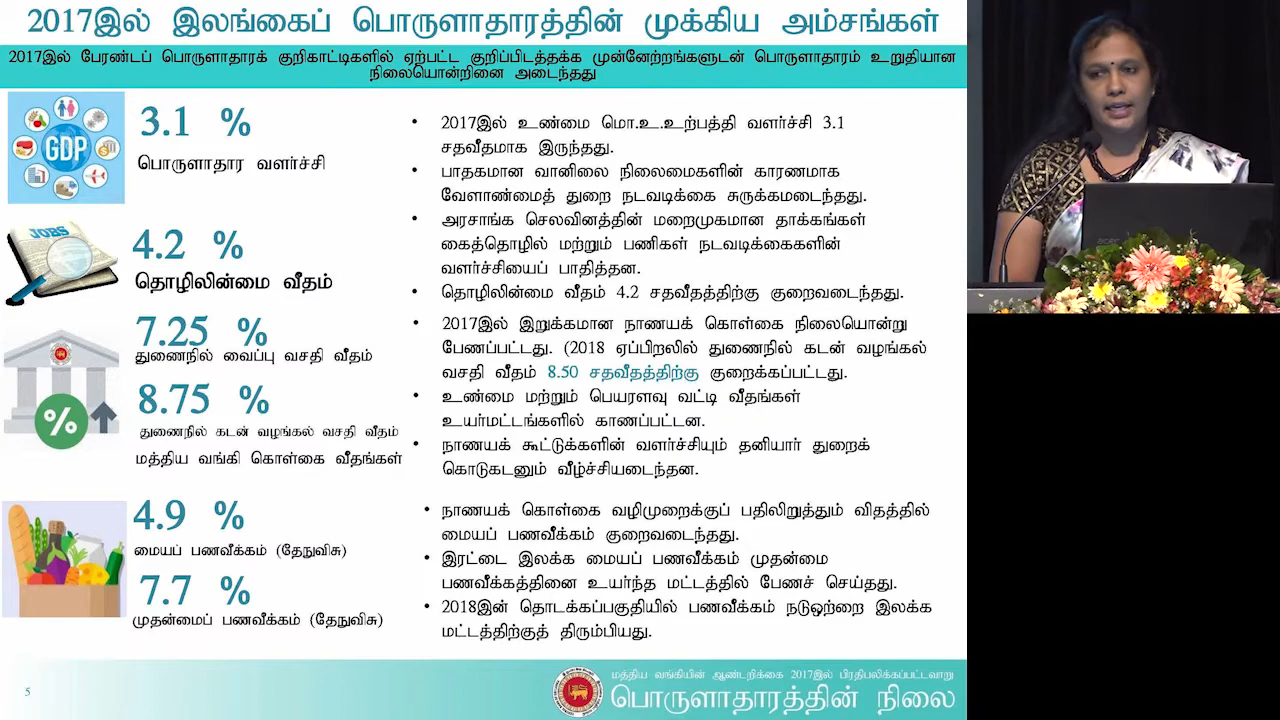 2017இல் இலங்கைப் பொருளாதாரத்தின் முக்கிய அம்சங்கள்
2017இல் பேரண்டப் பொருளாதாரக் குறிகாட்டிகளில் ஏற்பட்ட குறிப்பிடத்தக்க முன்னேற்றங்களுடன் பொருளாதாரம் உறுதியான
நிலையொன்றினை அடைந்தது
GDP
3.1 %
பொருளாதார வளர்ச்சி
• 2017இல் உண்மை மொ.உ.உற்பத்தி வளர்ச்சி 3.1
சதவீதமாக இருந்தது.
• பாதகமான வானிலை நிலைமைகளின் காரணமாக
வேளாண்மைத் துறை நடவடிக்கை சுருக்கமடைந்தது.
• அரசாங்க செலவினத்தின் மறைமுகமான தாக்கங்கள்
கைத்தொழில் மற்றும் பணிகள் நடவடிக்கைகளின்
வளர்ச்சியைப் பாதித்தன.
• தொழிலின்மை வீதம் 4.2 சதவீதத்திற்கு குறைவடைந்தது.
JOBS
4.2 %
தொழிலின்மை வீதம்
7.25 %
துணைநில் வைப்பு வசதி வீதம்
8.75 %
துணைநில் கடன் வழங்கல் வசதி வீதம்
மத்திய வங்கி கொள்கை வீதங்கள்
%
• 2017இல் இறுக்கமான நாணயக் கொள்கை நிலையொன்று
பேணப்பட்டது. (2018 ஏப்பிறலில் துணைநில் கடன் வழங்கல்
வசதி வீதம் 8.50 சதவீதத்திற்கு குறைக்கப்பட்டது.
• உண்மை மற்றும் பெயரளவு வட்டி வீதங்கள்
உயர்மட்டங்களில் காணப்பட்டன.
• நாணயக் கூட்டுக்களின் வளர்ச்சியும் தனியார் துறைக்
கொடுகடனும் வீழ்ச்சியடைந்தன.
4.9 %
மையப் பணவீக்கம் (தேநுவிசு)
7.7 %
முதன்மைப் பணவீக்கம் (தேநுவிசு)
• நாணயக் கொள்கை வழிமுறைக்குப் பதிலிறுத்தும் விதத்தில்
மையப் பணவீக்கம் குறைவடைந்தது.
• இரட்டை இலக்க மையப் பணவீக்கம் முதன்மை
பணவீக்கத்தினை உயர்ந்த மட்டத்தில் பேணச் செய்தது.
• 2018இன் தொடக்கப்பகுதியில் பணவீக்கம் நடுஒற்றை இலக்க
மட்டத்திற்குத் திரும்பியது.
5
மத்திய வங்கியின் ஆண்டறிக்கை 2017இல் பிரதிபலிக்கப்பட்டவாறு
பொருளாதாரத்தின் நிலை
acer